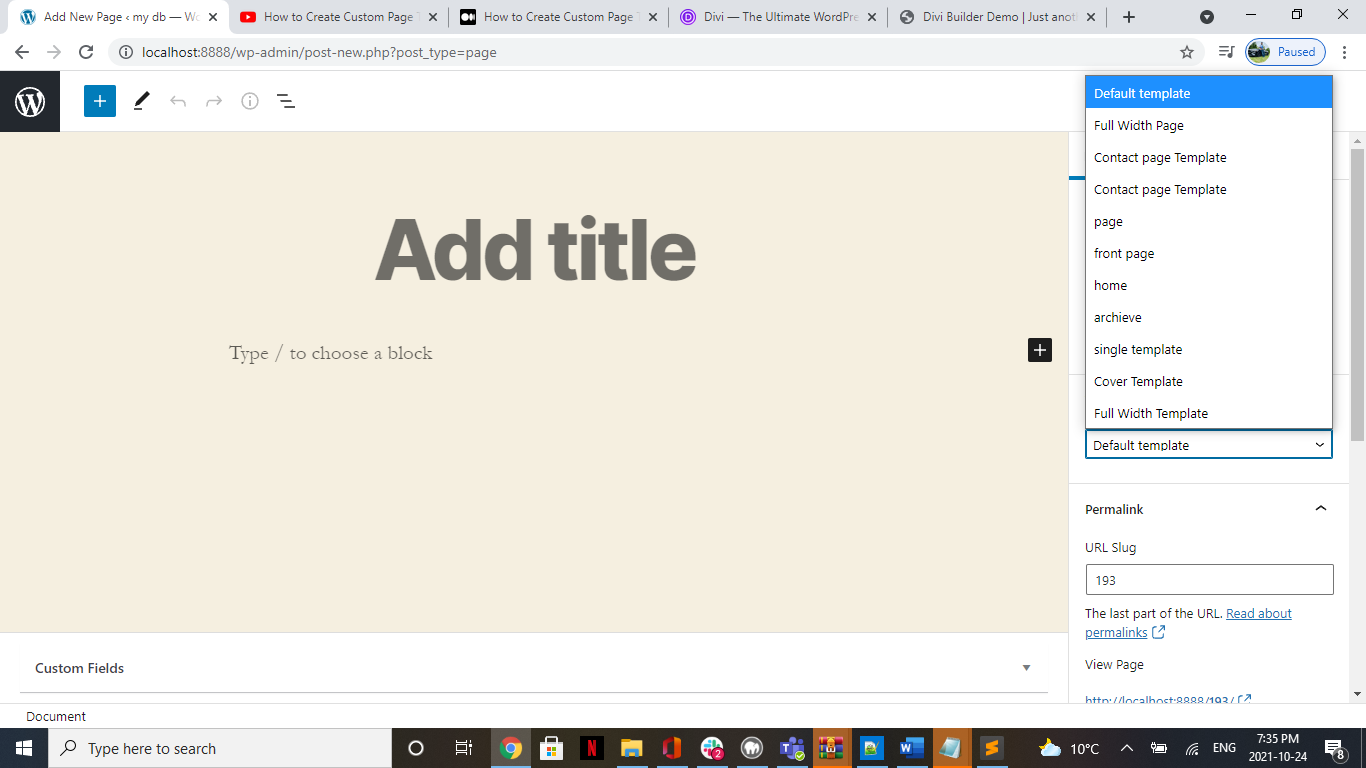 Add New Page ‹ my db — Wo
How to Create Custom Page T
How to Create Custom Page T
Divi — The Ultimate WordPre
Divi Builder Demo | Just anoth
localhost:8888/wp-admin/post-new.php?post_type=page
Paused
Default template
Full Width Page
Contact page Template
Contact page Template
page
front page
home
archieve
single template
Cover Template
Full Width Template
Default template
Add title
Type / to choose a block
Permalink
URL Slug
193
The last part of the URL. Read about
permalinks
View Page
http://localhost:8888/193/
Custom Fields
Document
Type here to search
2
10°C
ENG
7:35 PM
2021-10-24
8